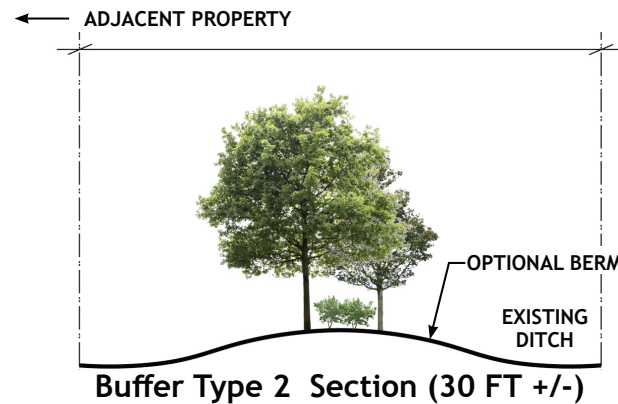 ADJACENT PROPERTY
OPTIONAL BERM
EXISTING
DITCH
Buffer Type 2 Section (30 FT +/-)